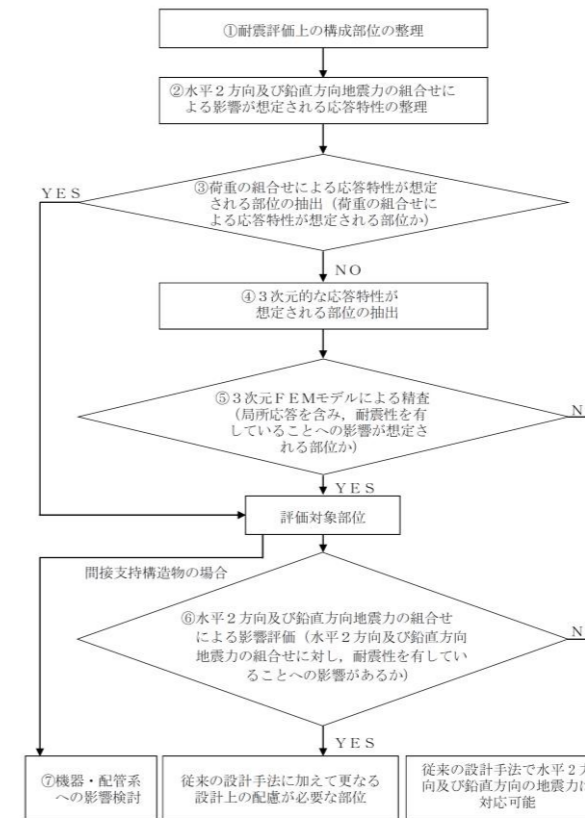 ①耐震評価上の構成部位の整理
②水平２方向及び鉛直方向地震力の組合せに
よる影響が想定される応答特性の整理
ＹＥＳ
③荷重の組合せによる応答特性が想定
される部位の抽出（荷重の組合せに
よる応答特性が想定される部位か）
ＮＯ
④３次元的な応答特性が
想定される部位の抽出
⑤３次元ＦＥＭモデルによる精査
（局所応答を含み，耐震性を有
していることへの影響が想定さ
れる部位か）
Ｎ
ＹＥＳ
評価対象部位
間接支持構造物の場合
⑥水平２方向及び鉛直方向地震力の組合せ
による影響評価（水平２方向及び鉛直方向
地震力の組合せに対し，耐震性を有してい
ることへの影響があるか）
Ｎ
ＹＥＳ
⑦機器・配管系
への影響検討
従来の設計手法に加えて更なる
設計上の配慮が必要な部位
従来の設計手法で水平２方
向及び鉛直方向の地震力に
対応可能